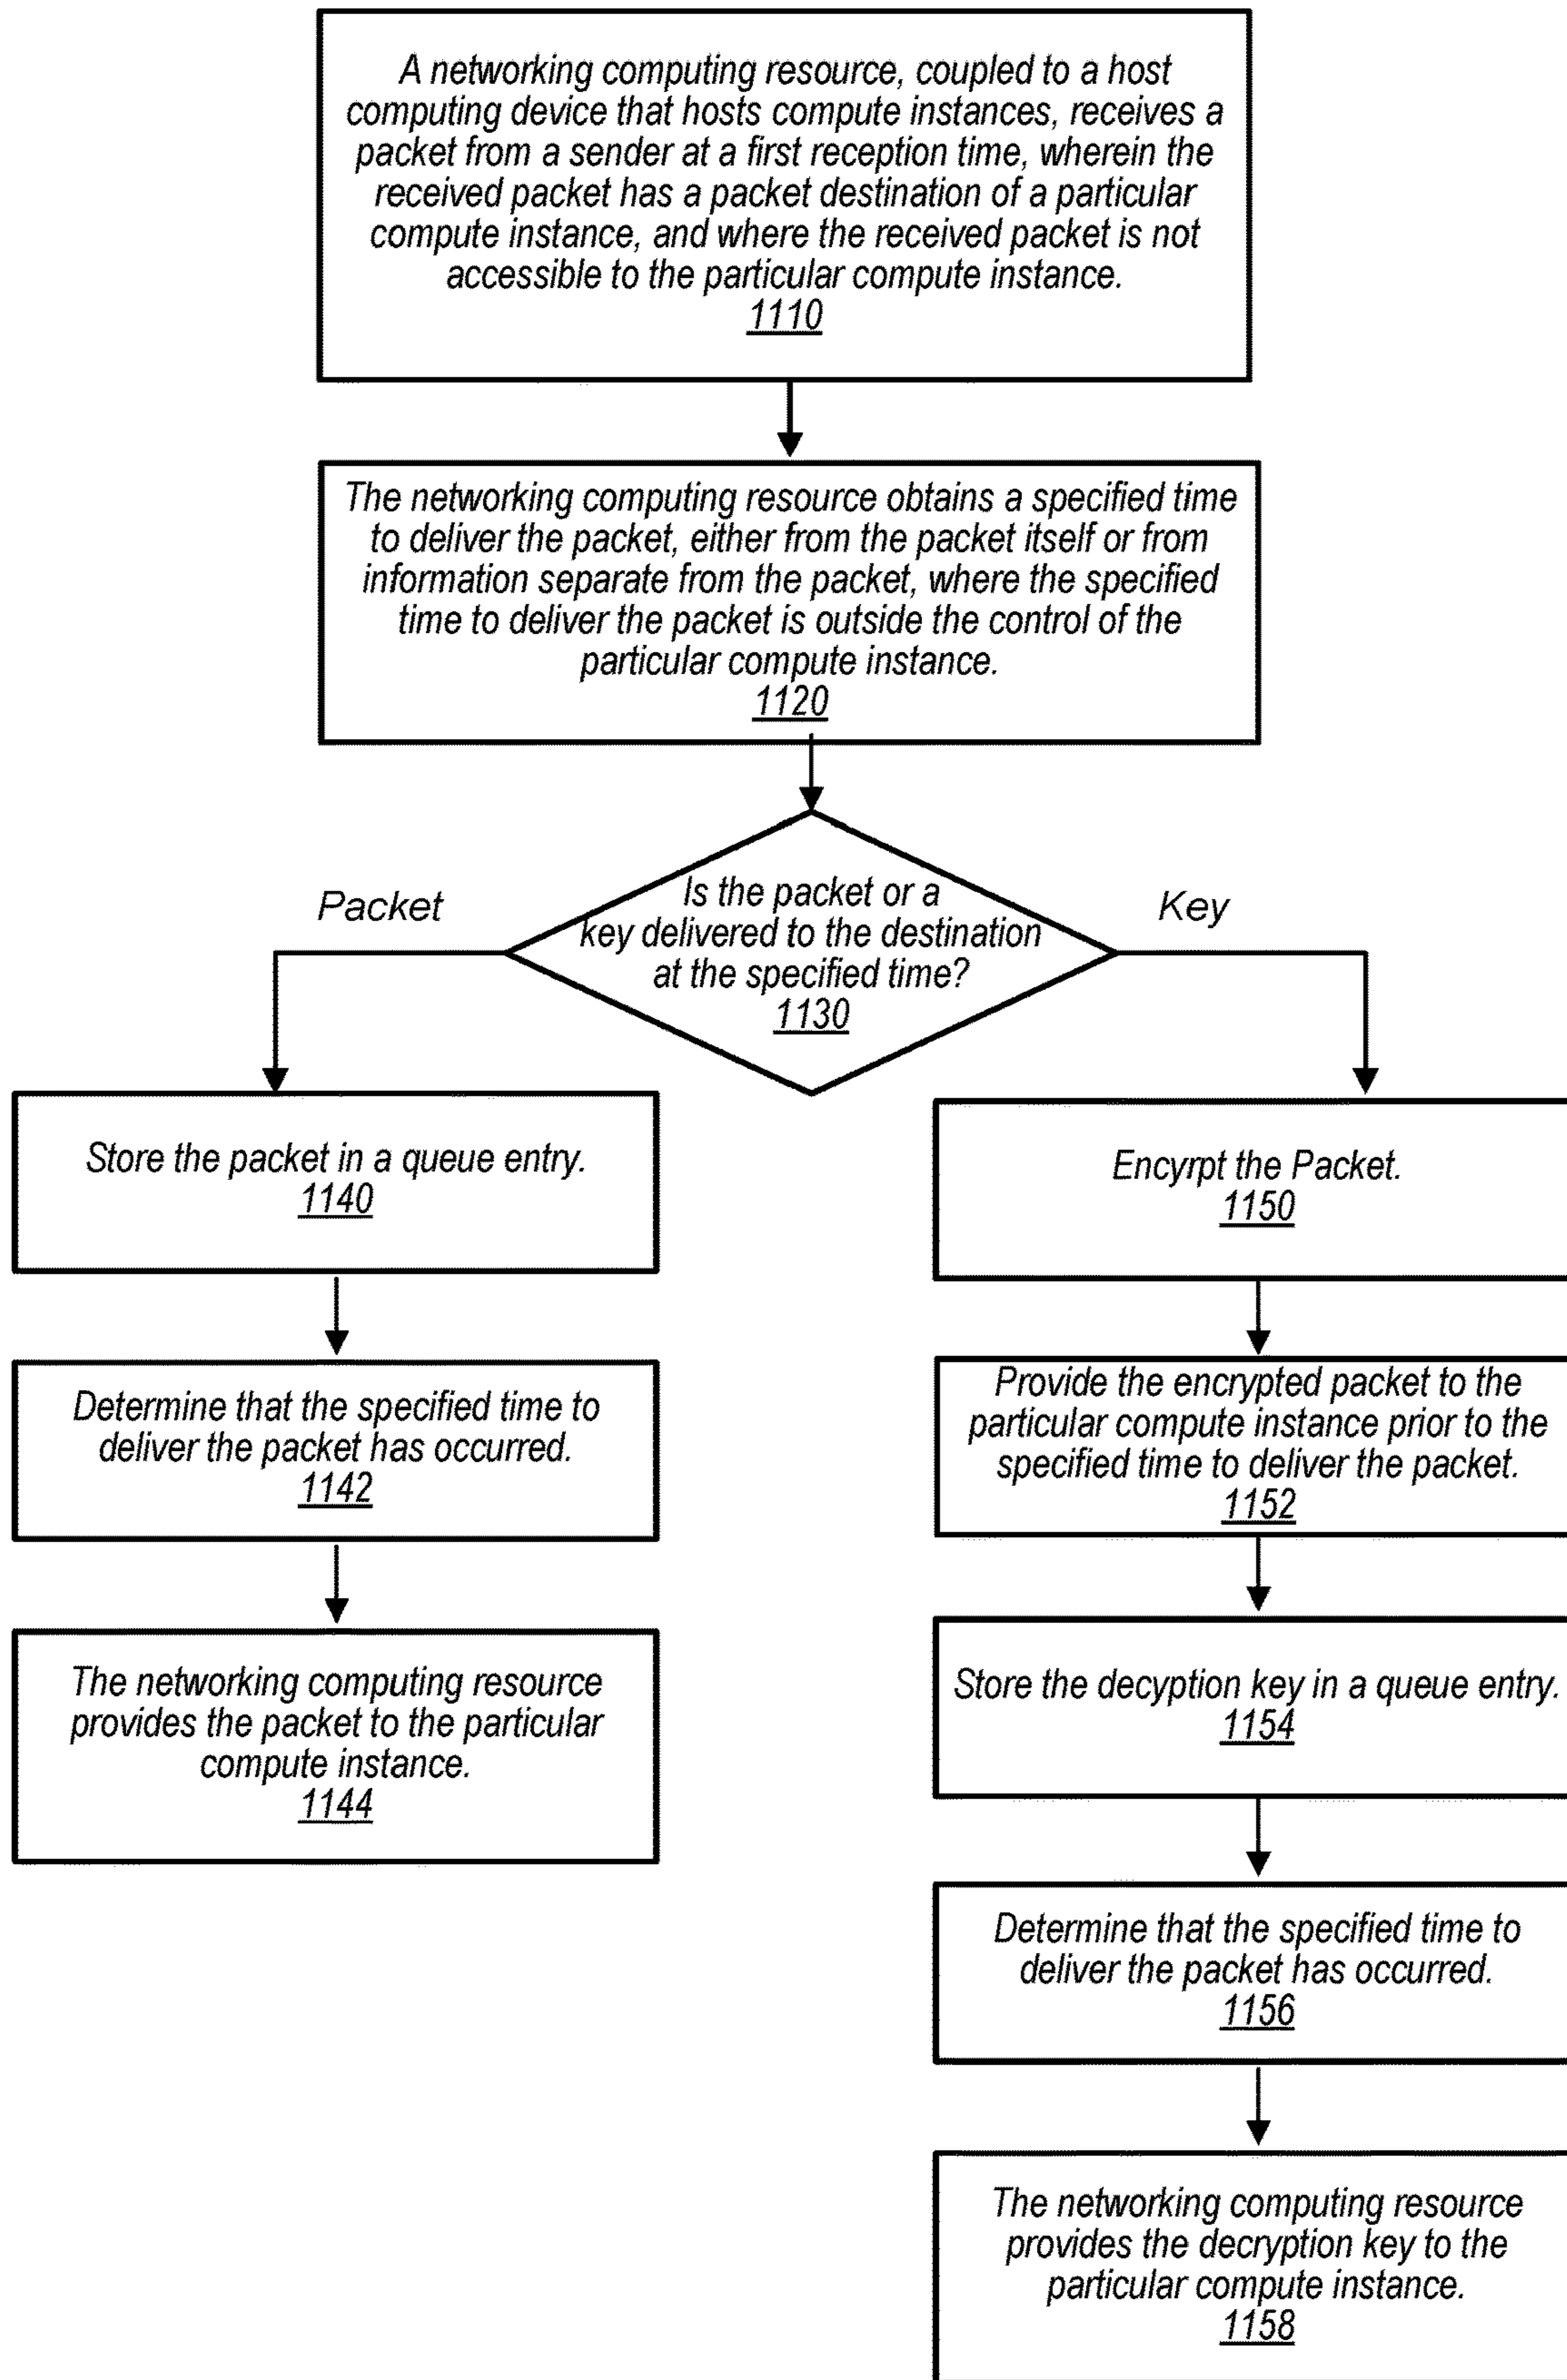 A networking computing resource, coupled to a host
computing device that hosts compute instances, receives a
packet from a sender at a first reception time, wherein the
received packet has a packet destination of a particular
compute instance, and where the received packet is not
accessible to the particular compute instance.
1110
The networking computing resource obtains a specified time
to deliver the packet, either from the packet itself or from
information separate from the packet, where the specified
time to deliver the packet is outside the control of the
particular compute instance.
1120
Is the packet or a
key delivered to the destination
at the specified time?
1130
Packet
Key
Store the packet in a queue entry.
1140
Determine that the specified time to
deliver the packet has occurred.
1142
The networking computing resource
provides the packet to the particular
compute instance.
1144
Encyrpt the Packet.
1150
Provide the encrypted packet to the
particular compute instance prior to the
specified time to deliver the packet.
1152
Store the decyption key in a queue entry.
1154
Determine that the specified time to
deliver the packet has occurred.
1156
The networking computing resource
provides the decryption key to the
particular compute instance.
1158